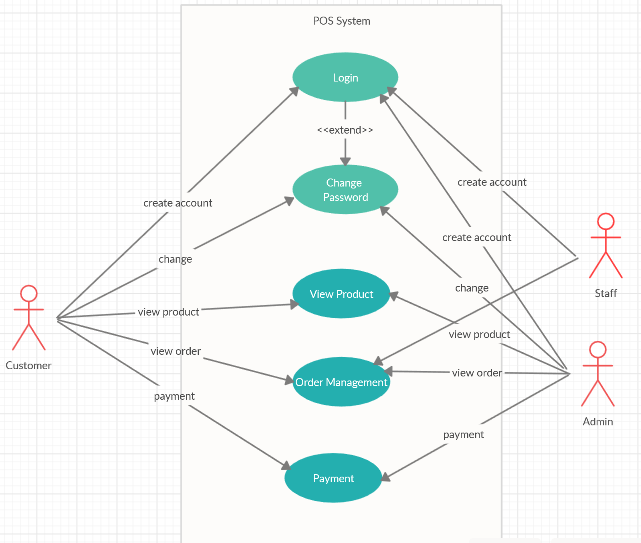 POS System
Login
<<extend>>
create account
Change
Password
create account
create account
change
Staff
change
View Product
view product
view product
view order
Customer
Order Management
view order
payment
Admin
payment
Payment